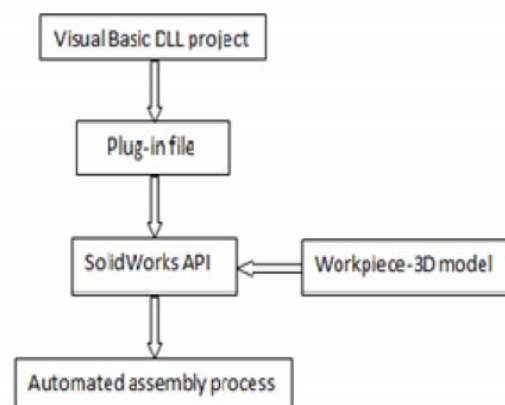 Visual Basic DLL project
Plug-in file
SolidWorks API
Workpiece-3D model
Automated assembly process